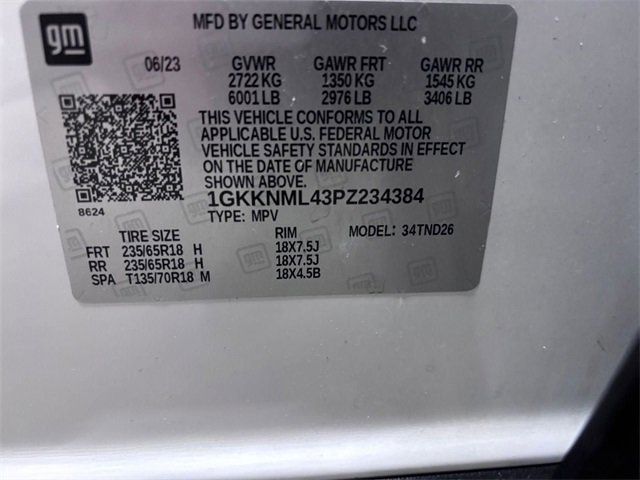 gm
MFD BY GENERAL MOTORS LLC
06/23 GVWR GAWR FRT GAWR RR
2722 KG 1350 KG 1545 KG
6001 LB 2976 LB 3406 LB
THIS VEHICLE CONFORMS TO ALL
APPLICABLE U.S. FEDERAL MOTOR
VEHICLE SAFETY STANDARDS IN EFFECT
ON THE DATE OF MANUFACTURE
SHOWN ABOVE.
8624
1GKKNML43PZ234384
TYPE: MPV
TIRE SIZE RIM MODEL: 34TND26
FRT 235/65R18 H 18X7.5J
RR 235/65R18 H 18X7.5J
SPA T135/70R18 M 18X4.5B